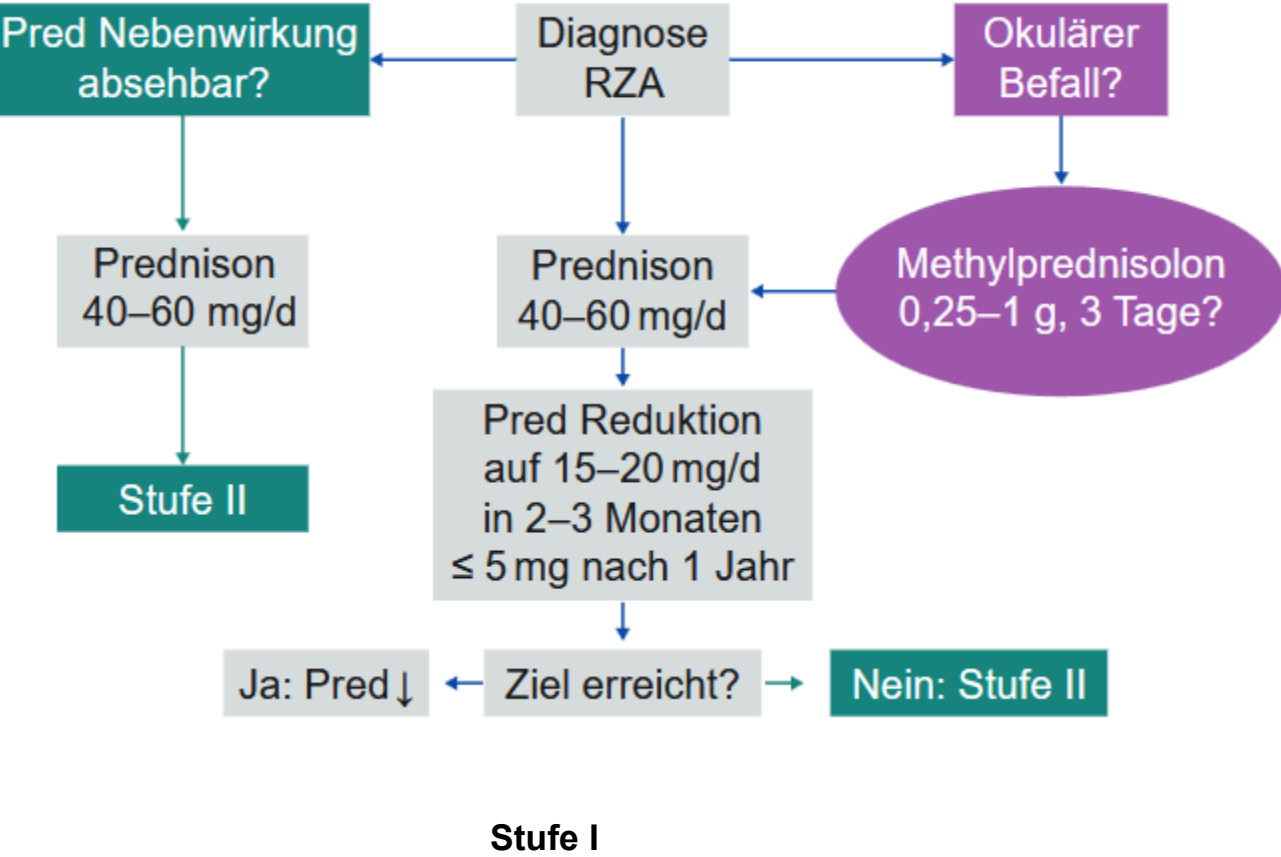 Pred Nebenwirkung
absehbar?
Diagnose
RZA
Okulärer
Befall?
Prednison
40–60 mg/d
Prednison
40–60 mg/d
Methylprednisolon
0,25–1 g, 3 Tage?
Pred Reduktion
auf 15–20 mg/d
in 2–3 Monaten
≤ 5 mg nach 1 Jahr
Stufe II
Ja: Pred↓
Ziel erreicht?
Nein: Stufe II
Stufe I